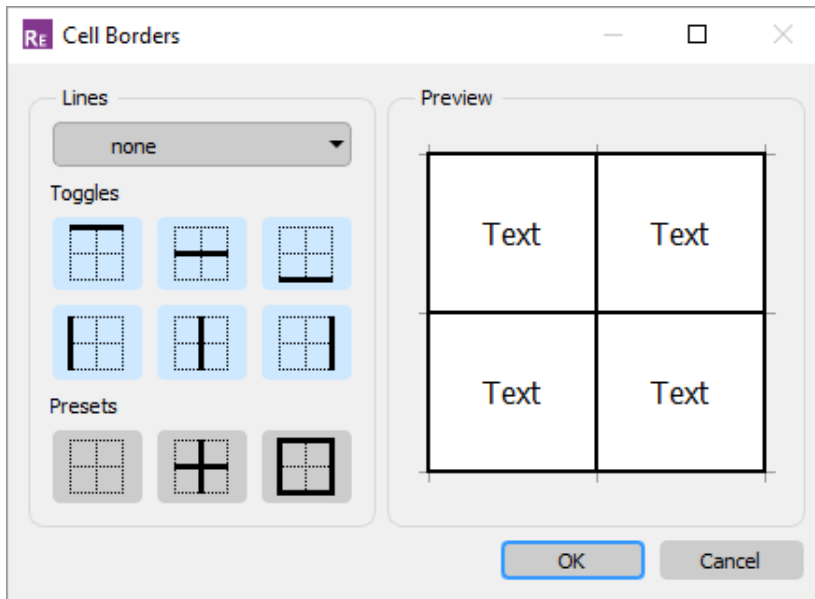 RE Cell Borders
Lines
none
Toggles
Presets
Preview
Text Text
Text Text
OK Cancel